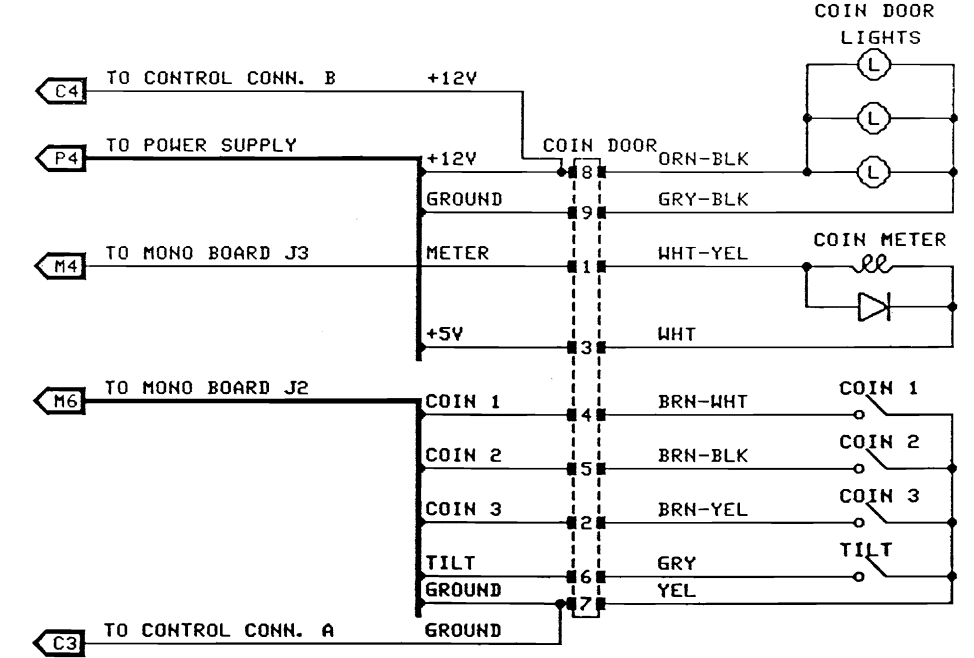 COIN DOOR
LIGHTS
L
TO CONTROL CONN. B +12V
C4
L
TO POWER SUPPLY
P4
+12V COIN DOOR ORN-BLK
8 L
GROUND GRY-BLK
9
TO MONO BOARD J3 METER WHT-YEL COIN METER
M4 1
+5V WHT
3
TO MONO BOARD J2
M6
COIN 1 BRN-WHT COIN 1
4
COIN 2 BRN-BLK COIN 2
5
COIN 3 BRN-YEL COIN 3
2
TILT GRY TILT
6
GROUND YEL
7
TO CONTROL CONN. A GROUND
C3